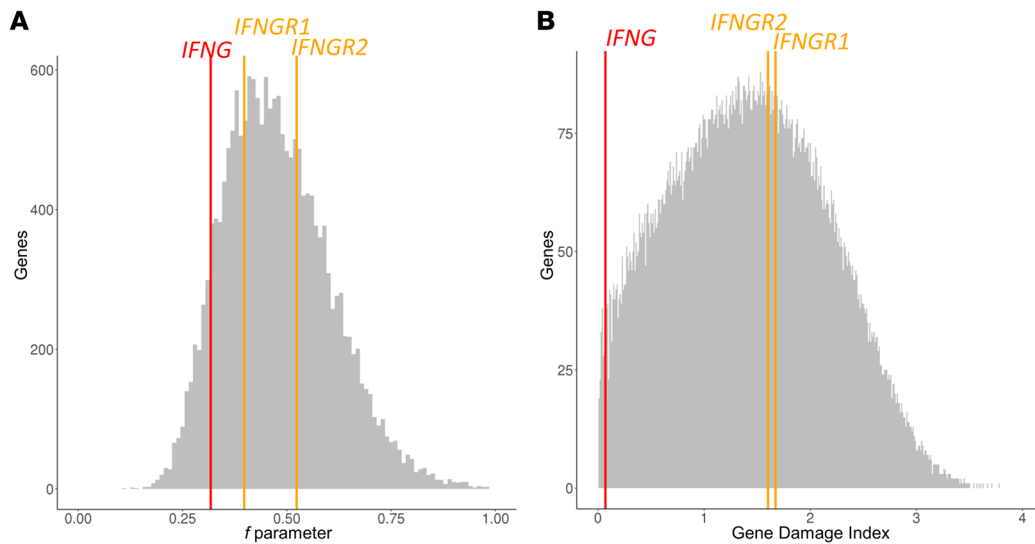 A
IFNGR1
IFNG
IFNGR2
600
400
200
0
Genes
0.00
0.25
0.50
0.75
1.00
f parameter
B
IFNGR2
IFNG
IFNGR1
75
50
25
0
Genes
0
1
2
3
4
Gene Damage Index